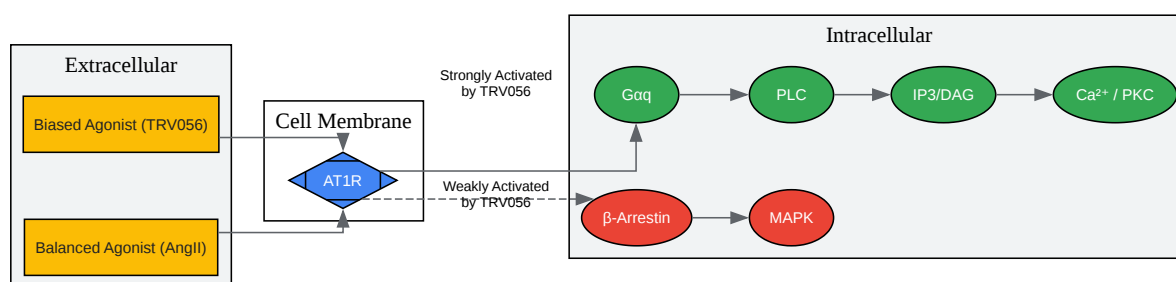 Extracellular
Biased Agonist (TRV056)
Balanced Agonist (AngII)
Cell Membrane
AT1R
Strongly Activated
by TRV056
Weakly Activated
by TRV056
Intracellular
Gαq
PLC
IP3/DAG
Ca²⁺ / PKC
β-Arrestin
MAPK